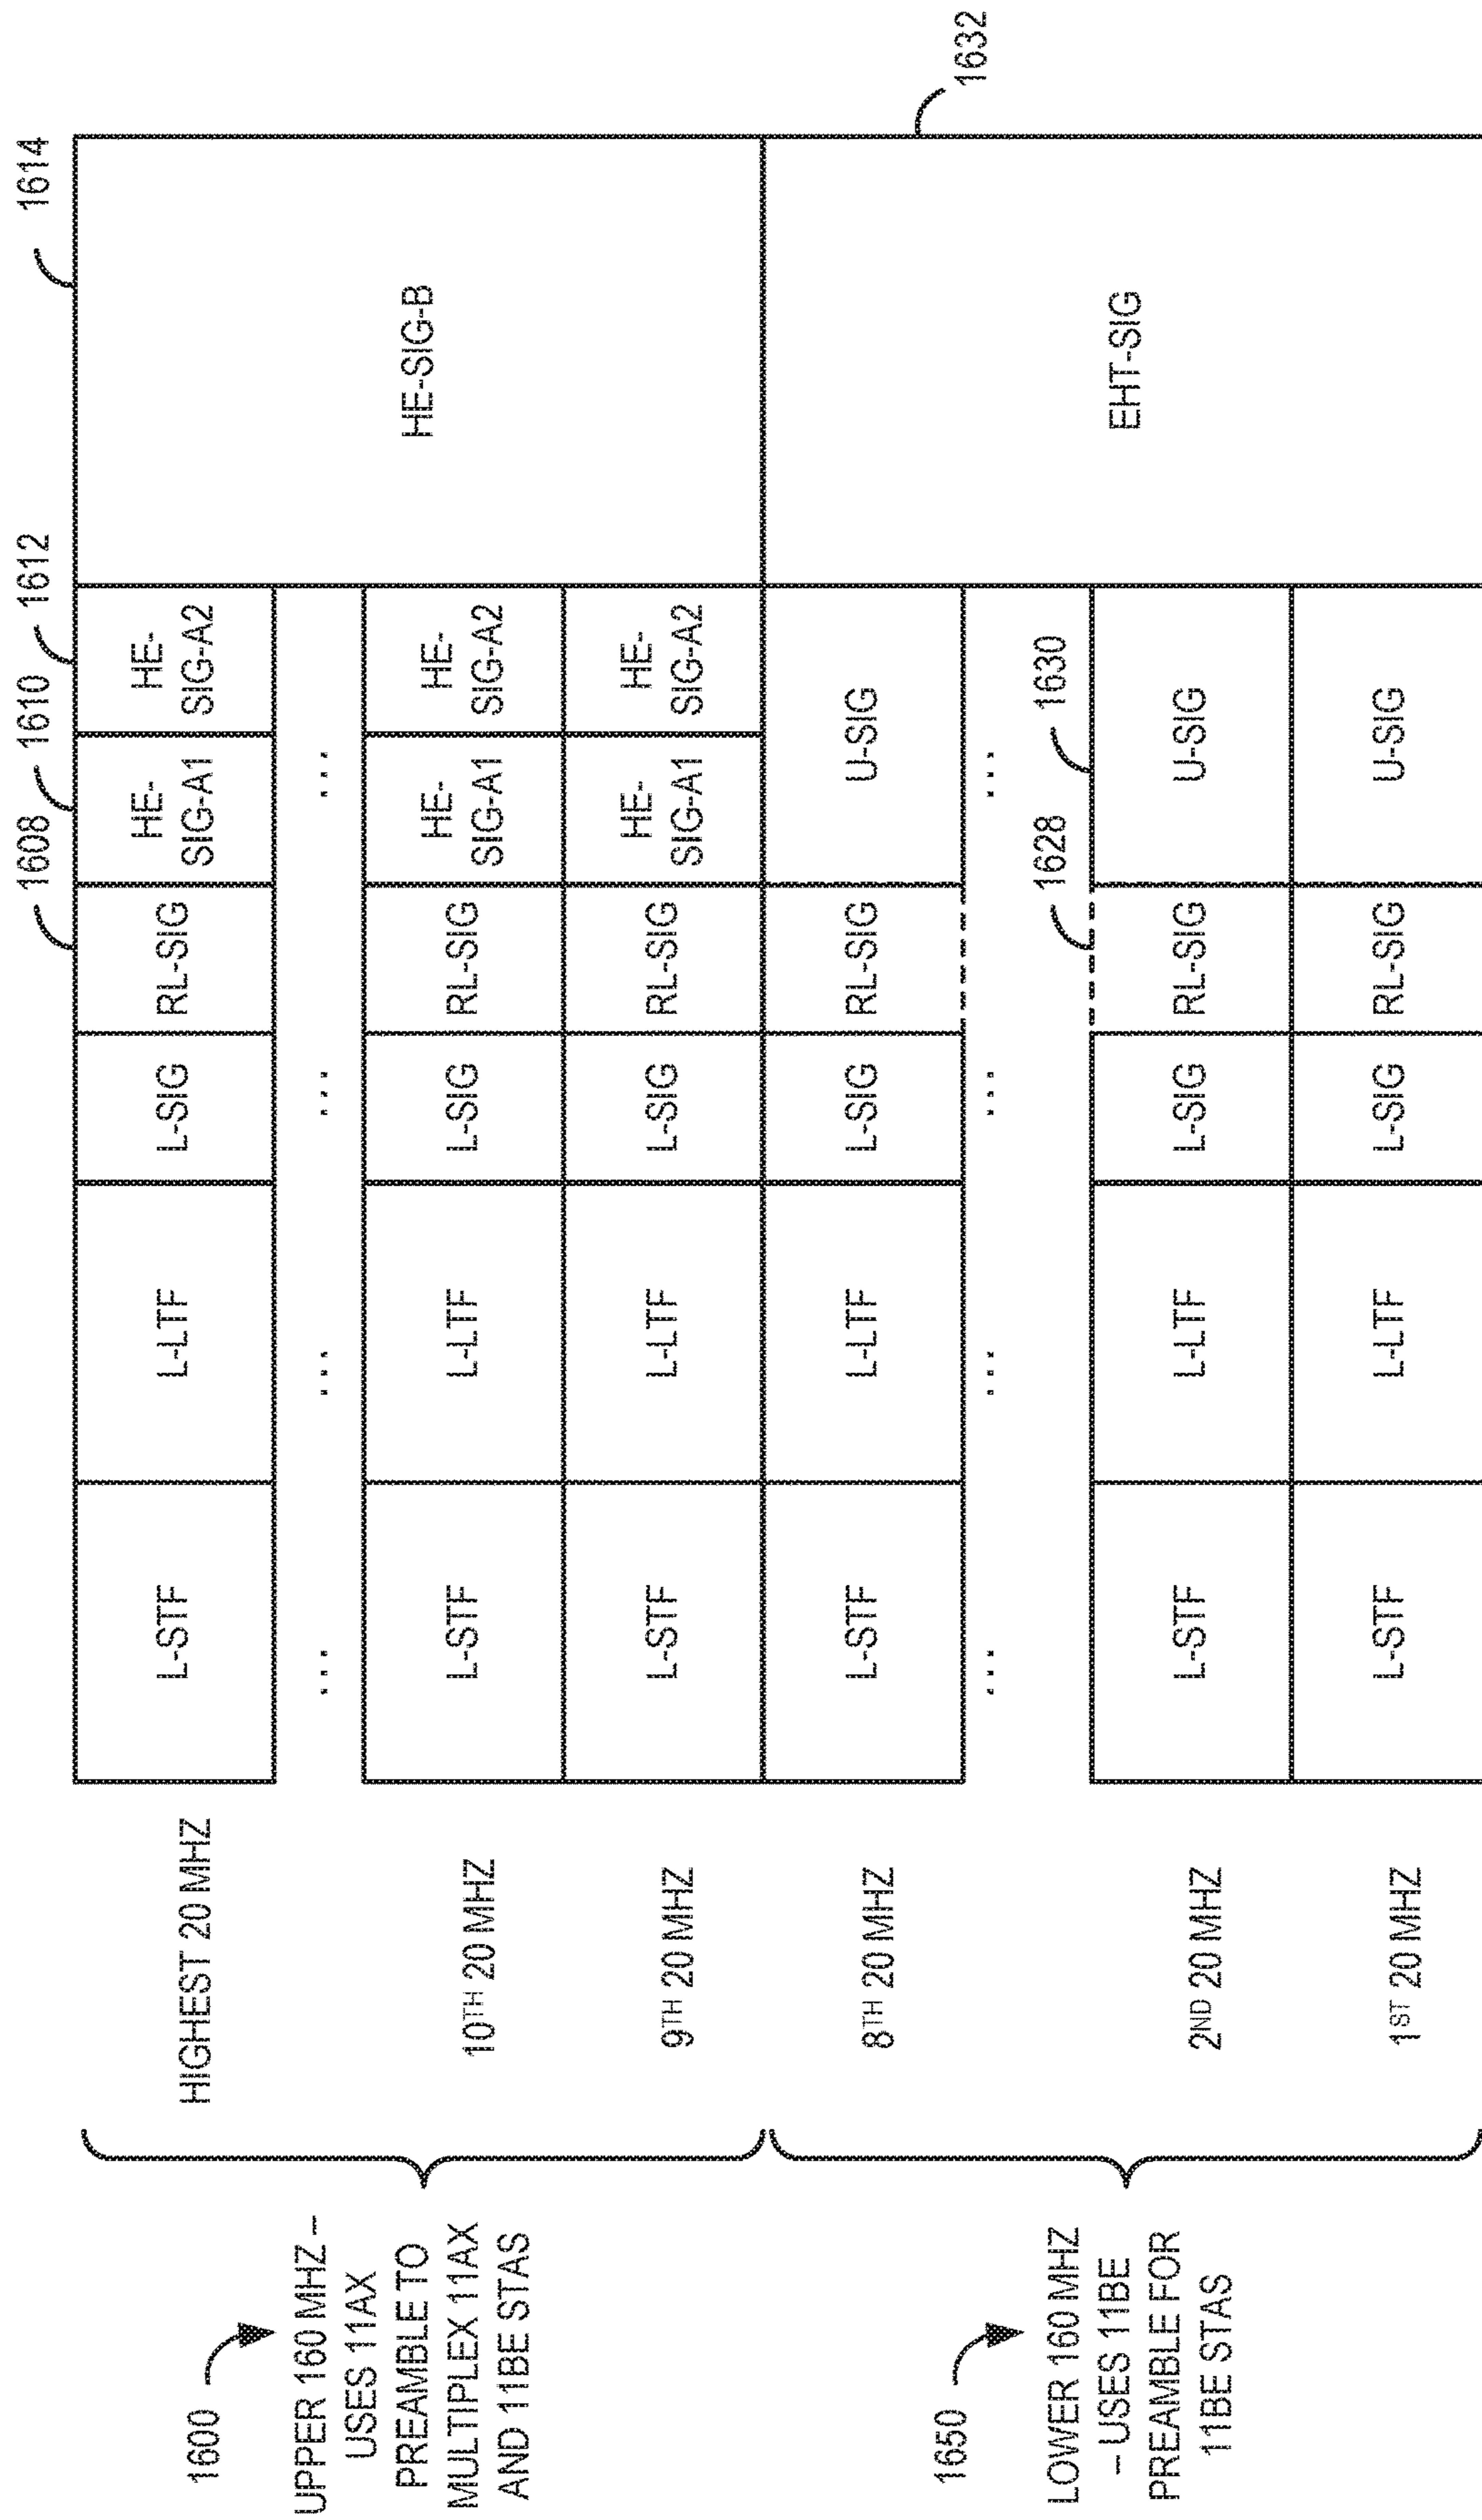 1608 1610 1612 1614
1600
UPPER 160 MHZ –
USES 11AX
PREAMBLE TO
MULTIPLEX 11AX
AND 11BE STAS
HIGHEST 20 MHZ
L-STF
L-LTF
L-SIG
RL-SIG
HE-
SIG-A1
HE-
SIG-A2
... ... ... ...
10TH 20 MHZ
L-STF
L-LTF
L-SIG
RL-SIG
HE-
SIG-A1
HE-
SIG-A2
9TH 20 MHZ
L-STF
L-LTF
L-SIG
RL-SIG
HE-
SIG-A1
HE-
SIG-A2
HE-SIG-B
1650
LOWER 160 MHZ
– USES 11BE
PREAMBLE FOR
11BE STAS
8TH 20 MHZ
L-STF
L-LTF
L-SIG
RL-SIG
U-SIG
1632
... ... ... ...
1628 1630
2ND 20 MHZ
L-STF
L-LTF
L-SIG
RL-SIG
U-SIG
EHT-SIG
1ST 20 MHZ
L-STF
L-LTF
L-SIG
RL-SIG
U-SIG